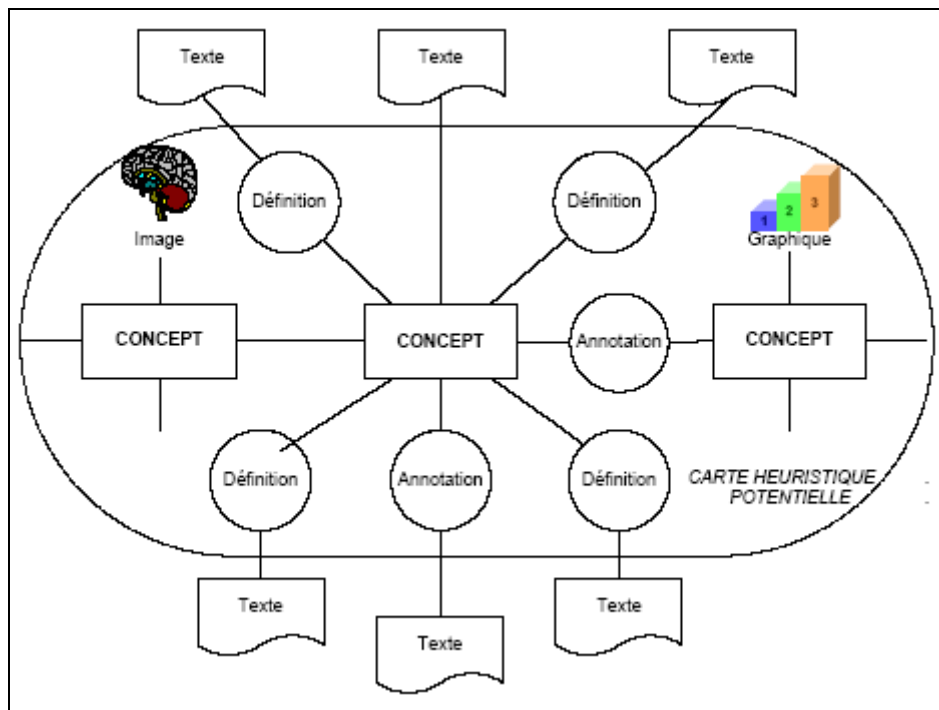 Texte
Texte
Texte
Définition
Définition
1
2
3
Image
Graphique
CONCEPT
CONCEPT
Annotation
CONCEPT
Définition
Annotation
Définition
CARTE HEURISTIQUE
POTENTIELLE
Texte
Texte
Texte